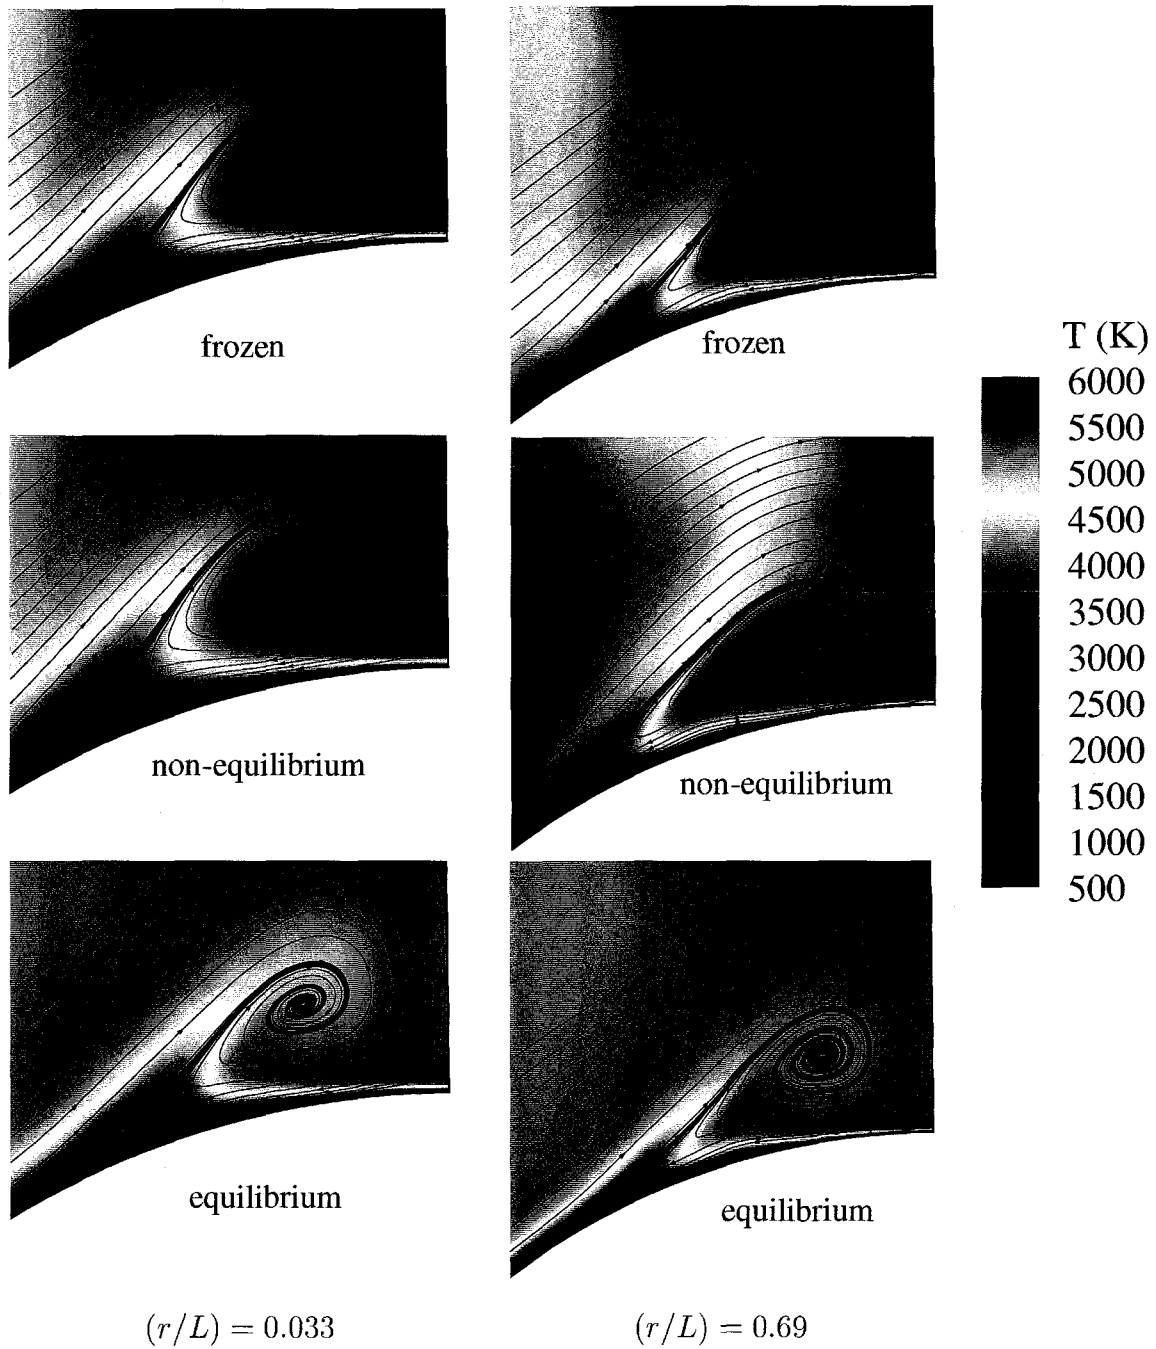 frozen
frozen
T (K)
6000
5500
5000
4500
4000
3500
3000
2500
2000
1500
1000
500
non-equilibrium
non-equilibrium
equilibrium
equilibrium
(r/L) = 0.033
(r/L) = 0.69